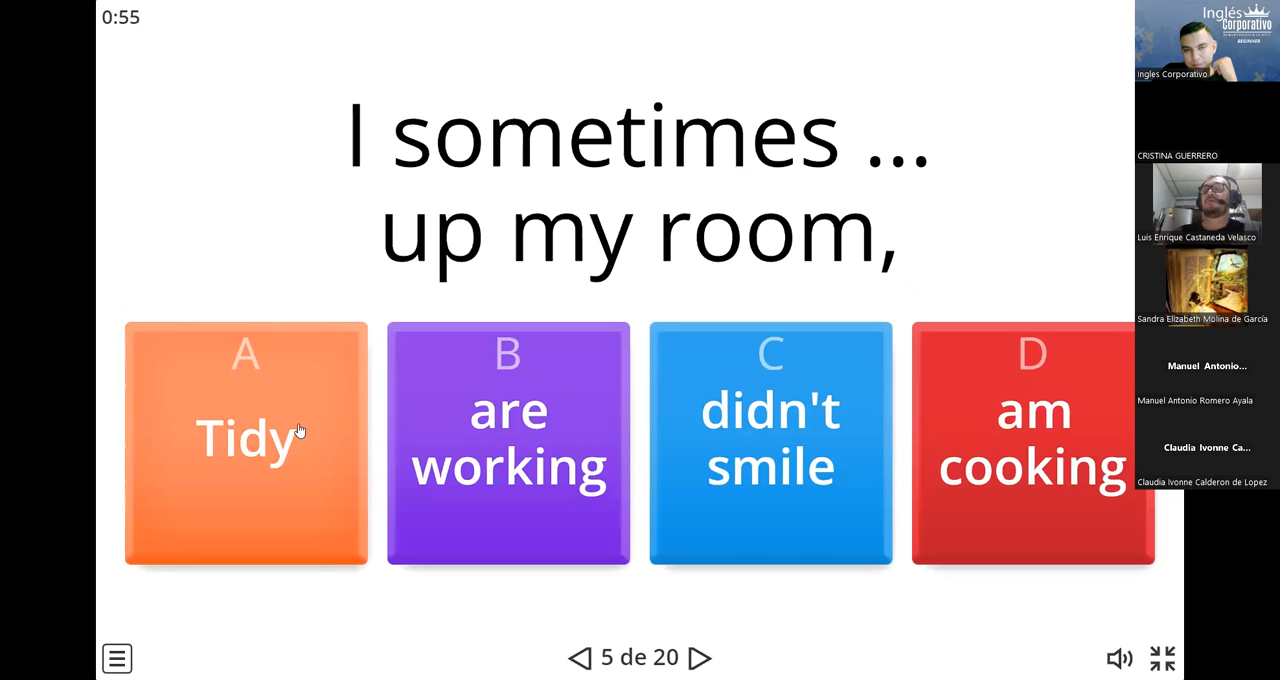 0:55
I sometimes ...
up my room,
A
Tidy
B
are
working
C
didn't
smile
D
am
cooking
5 de 20
Inglés
Corporativo
BEGINNER
Ingles Corporativo
CRISTINA GUERRERO
Luis Enrique Castaneda Velasco
Sandra Elizabeth Molina de García
Manuel Antonio...
Manuel Antonio Romero Ayala
Claudia Ivonne Ca...
Claudia Ivonne Calderon de Lopez